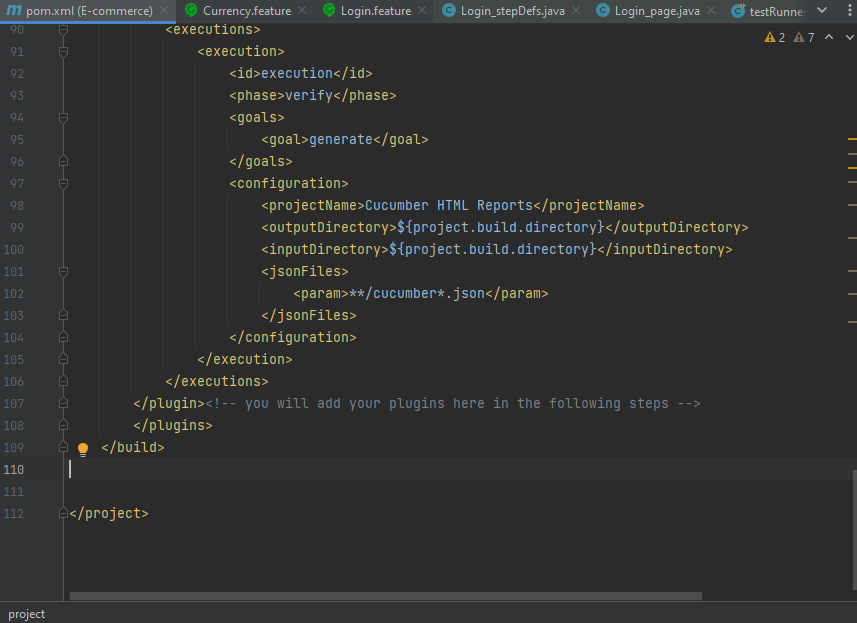 pom.xml (E-commerce) Currency.feature Login.feature Login_stepDefs.java Login_page.java testRunne
2 7
90 <executions>
91 <execution>
92 <id>execution</id>
93 <phase>verify</phase>
94 <goals>
95 <goal>generate</goal>
96 </goals>
97 <configuration>
98 <projectName>Cucumber HTML Reports</projectName>
99 <outputDirectory>${project.build.directory}</outputDirectory>
100 <inputDirectory>${project.build.directory}</inputDirectory>
101 <jsonFiles>
102 <param>**/cucumber*.json</param>
103 </jsonFiles>
104 </configuration>
105 </execution>
106 </executions>
107 </plugin><!-- you will add your plugins here in the following steps -->
108 </plugins>
109 </build>
110
111
112 </project>
project